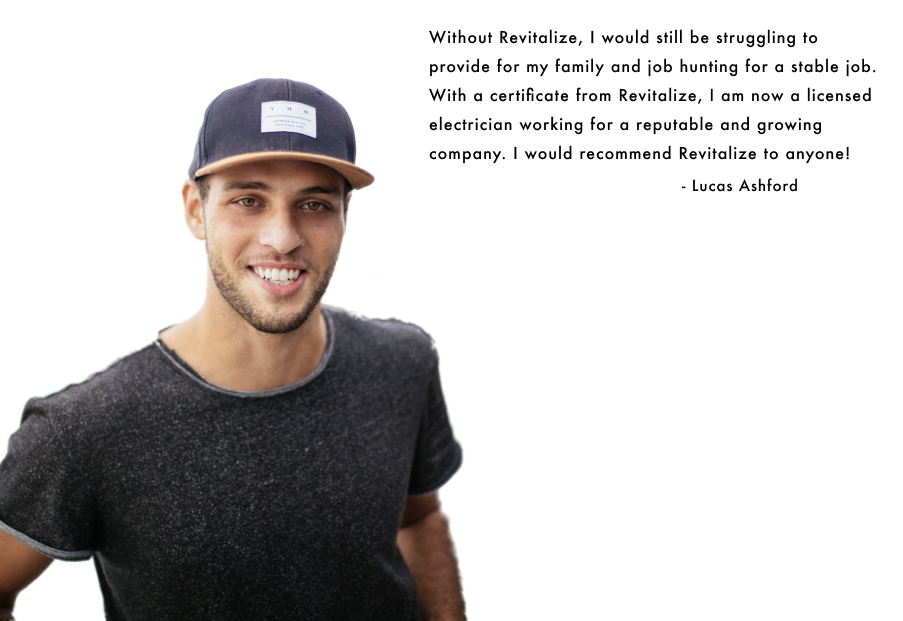 Without Revitalize, I would still be struggling to
provide for my family and job hunting for a stable job.
With a certificate from Revitalize, I am now a licensed
electrician working for a reputable and growing
company. I would recommend Revitalize to anyone!
- Lucas Ashford